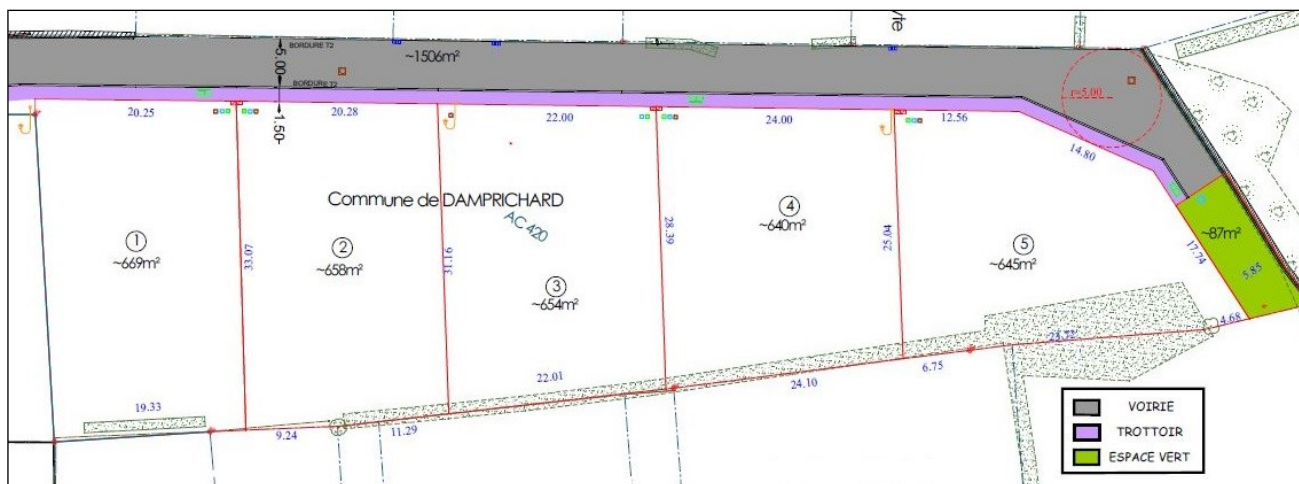 vte
BORDURE T2
5.00
~1506m²
BORDURE T2
r=5.00
1.50
20.25
20.28
22.00
24.00
12.56
14.80
Commune de DAMPRICHARD
AC 420
1
~669m²
33.07
2
~658m²
31.16
3
~654m²
28.39
4
~640m²
25.04
5
~645m²
17.74
~87m²
5.85
4.68
6.75
24.10
22.01
11.29
9.24
19.33
VOIRIE
TROTTOIR
ESPACE VERT